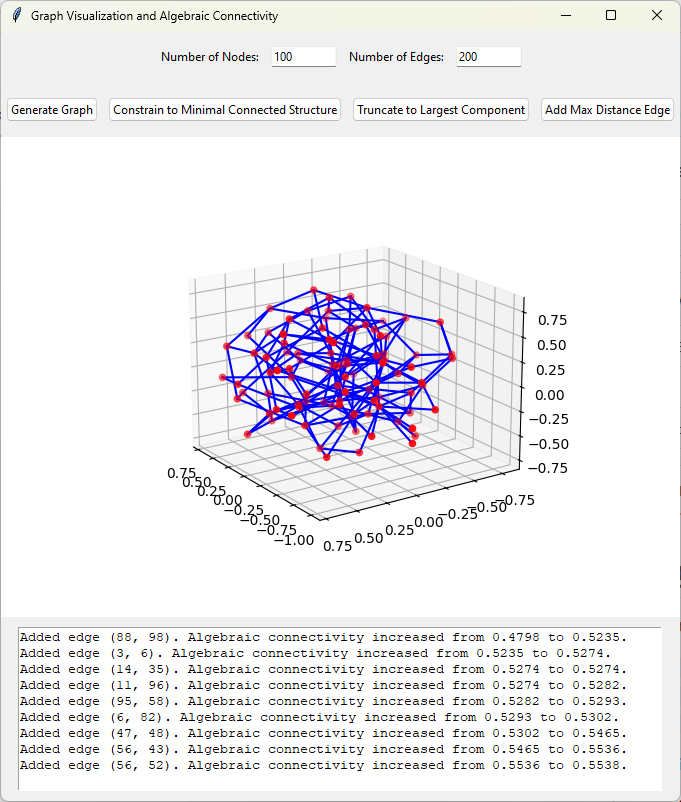 Graph Visualization and Algebraic Connectivity
Number of Nodes: 100 Number of Edges: 200
Generate Graph Constrain to Minimal Connected Structure Truncate to Largest Component Add Max Distance Edge
0.75
0.50
0.25
0.00
−0.25
−0.50
−0.75
0.75
0.50
0.25
0.00
−0.25
−0.50
−0.75
−1.00
0.75
0.50
0.25
0.00
−0.25
−0.50
−0.75
Added edge (88, 98). Algebraic connectivity increased from 0.4798 to 0.5235.
Added edge (3, 6). Algebraic connectivity increased from 0.5235 to 0.5274.
Added edge (14, 35). Algebraic connectivity increased from 0.5274 to 0.5274.
Added edge (11, 96). Algebraic connectivity increased from 0.5274 to 0.5282.
Added edge (95, 58). Algebraic connectivity increased from 0.5282 to 0.5293.
Added edge (6, 82). Algebraic connectivity increased from 0.5293 to 0.5302.
Added edge (47, 48). Algebraic connectivity increased from 0.5302 to 0.5465.
Added edge (56, 43). Algebraic connectivity increased from 0.5465 to 0.5536.
Added edge (56, 52). Algebraic connectivity increased from 0.5536 to 0.5538.